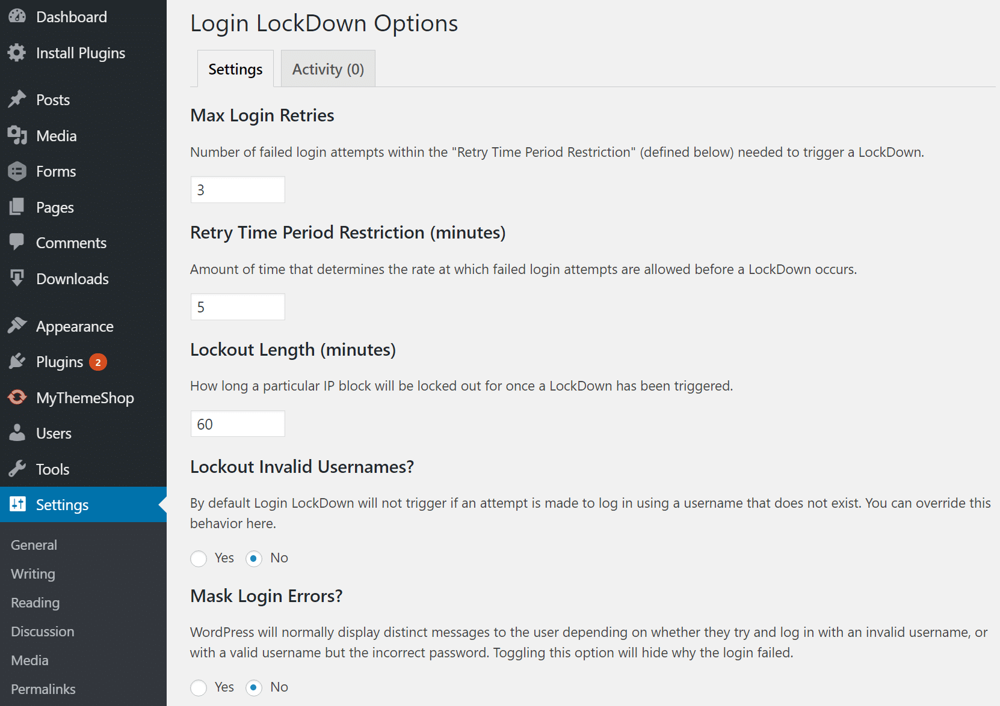 Dashboard
Install Plugins
Posts
Media
Forms
Pages
Comments
Downloads
Appearance
Plugins 2
MyThemeShop
Users
Tools
Settings
General
Writing
Reading
Discussion
Media
Permalinks
Login LockDown Options
Settings
Activity (0)
Max Login Retries
Number of failed login attempts within the "Retry Time Period Restriction" (defined below) needed to trigger a LockDown.
3
Retry Time Period Restriction (minutes)
Amount of time that determines the rate at which failed login attempts are allowed before a LockDown occurs.
5
Lockout Length (minutes)
How long a particular IP block will be locked out for once a LockDown has been triggered.
60
Lockout Invalid Usernames?
By default Login LockDown will not trigger if an attempt is made to log in using a username that does not exist. You can override this
behavior here.
Yes No
Mask Login Errors?
WordPress will normally display distinct messages to the user depending on whether they try and log in with an invalid username, or
with a valid username but the incorrect password. Toggling this option will hide why the login failed.
Yes No